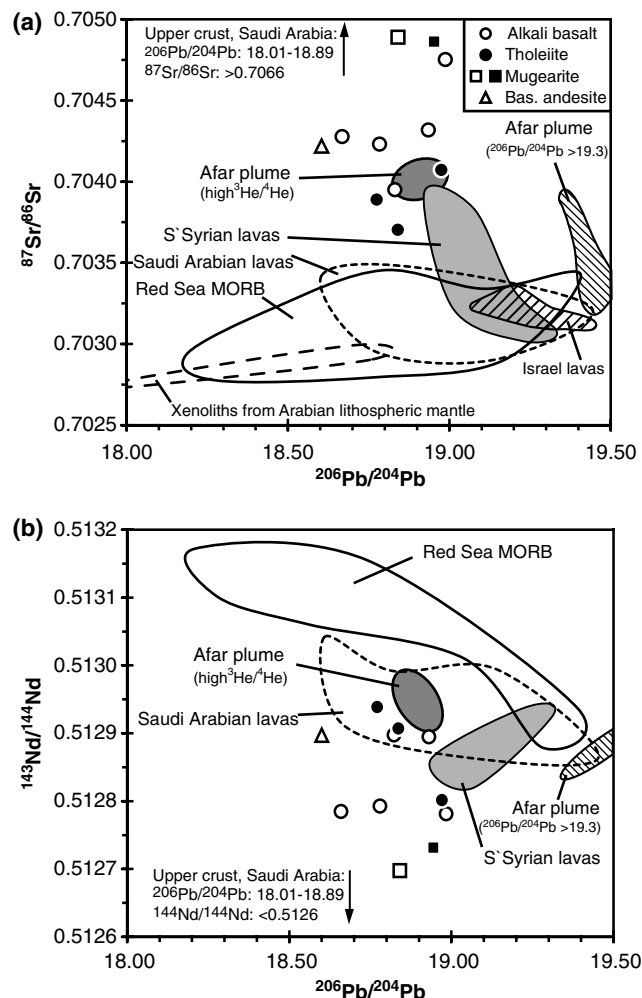 (a)
Upper crust, Saudi Arabia:
206Pb/204Pb: 18.01-18.89
87Sr/86Sr: >0.7066
Alkali basalt
Tholeiite
Mugearite
Bas. andesite
Afar plume
(206Pb/204Pb >19.3)
Afar plume
(high3He/4He)
S`Syrian lavas
Saudi Arabian lavas
Red Sea MORB
Israel lavas
Xenoliths from Arabian lithospheric mantle
87Sr/86Sr
0.7050
0.7045
0.7040
0.7035
0.7030
0.7025
18.00
18.50
19.00
19.50
206Pb/204Pb
(b)
Red Sea MORB
Afar plume
(high3He/4He)
Saudi Arabian lavas
Afar plume
(206Pb/204Pb >19.3)
S`Syrian lavas
Upper crust, Saudi Arabia:
206Pb/204Pb: 18.01-18.89
144Nd/144Nd: <0.5126
143Nd/144Nd
0.5132
0.5131
0.5130
0.5129
0.5128
0.5127
0.5126
18.00
18.50
19.00
19.50
206Pb/204Pb